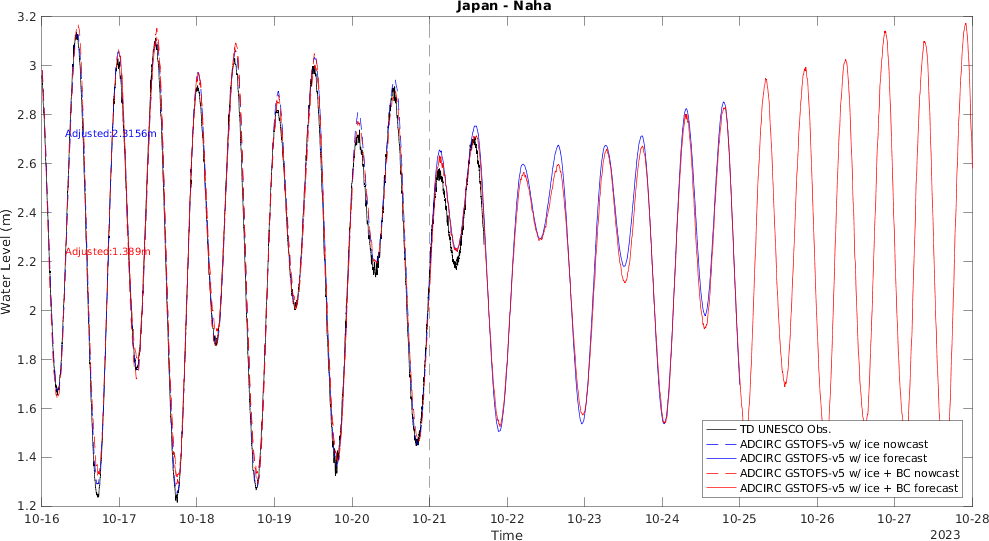 Japan - Naha
3.2
3
2.8
2.6
2.4
2.2
2
1.8
1.6
1.4
1.2
Water Level (m)
Adjusted:2.3156m
Adjusted:1.389m
TD UNESCO Obs.
ADCIRC GSTOFS-v5 w/ ice nowcast
ADCIRC GSTOFS-v5 w/ ice forecast
ADCIRC GSTOFS-v5 w/ ice + BC nowcast
ADCIRC GSTOFS-v5 w/ ice + BC forecast
10-16 10-17 10-18 10-19 10-20 10-21 10-22 10-23 10-24 10-25 10-26 10-27 10-28
Time
2023